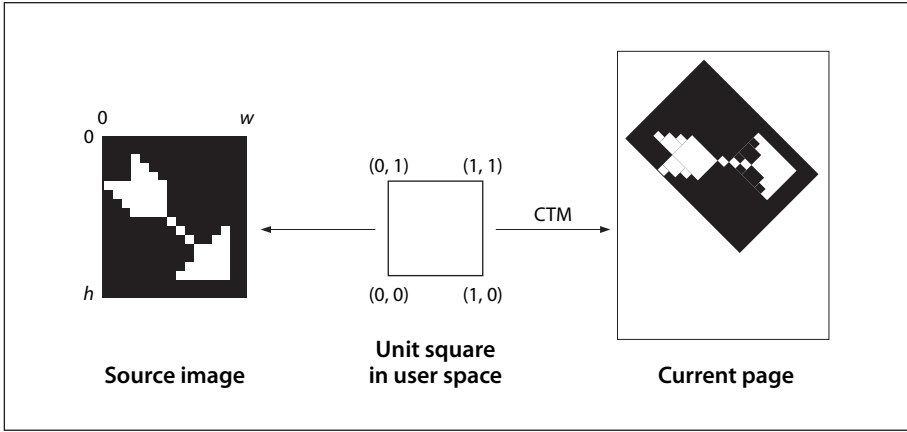 0 w
0
h
(0, 1) (1, 1)
CTM
(0, 0) (1, 0)
Source image
Unit square
in user space
Current page